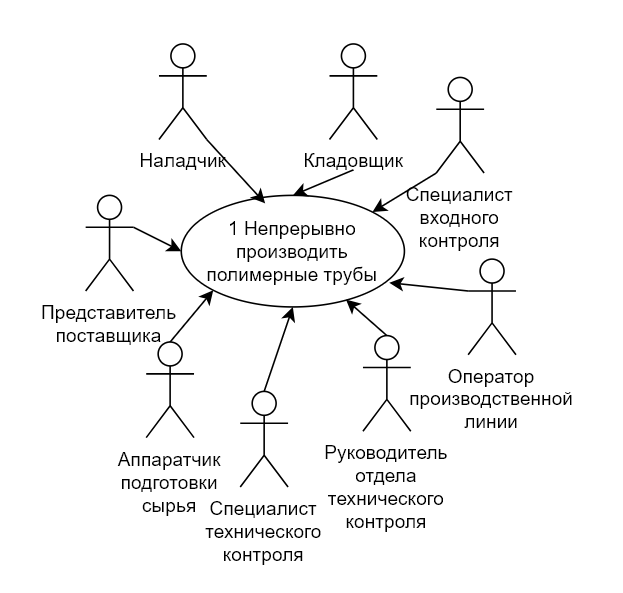 Наладчик
Кладовщик
Специалист
входного
контроля
1 Непрерывно
производить
полимерные трубы
Представитель
поставщика
Оператор
производственной
линии
Аппаратчик
подготовки
сырья
Руководитель
отдела
технического
контроля
Специалист
технического
контроля